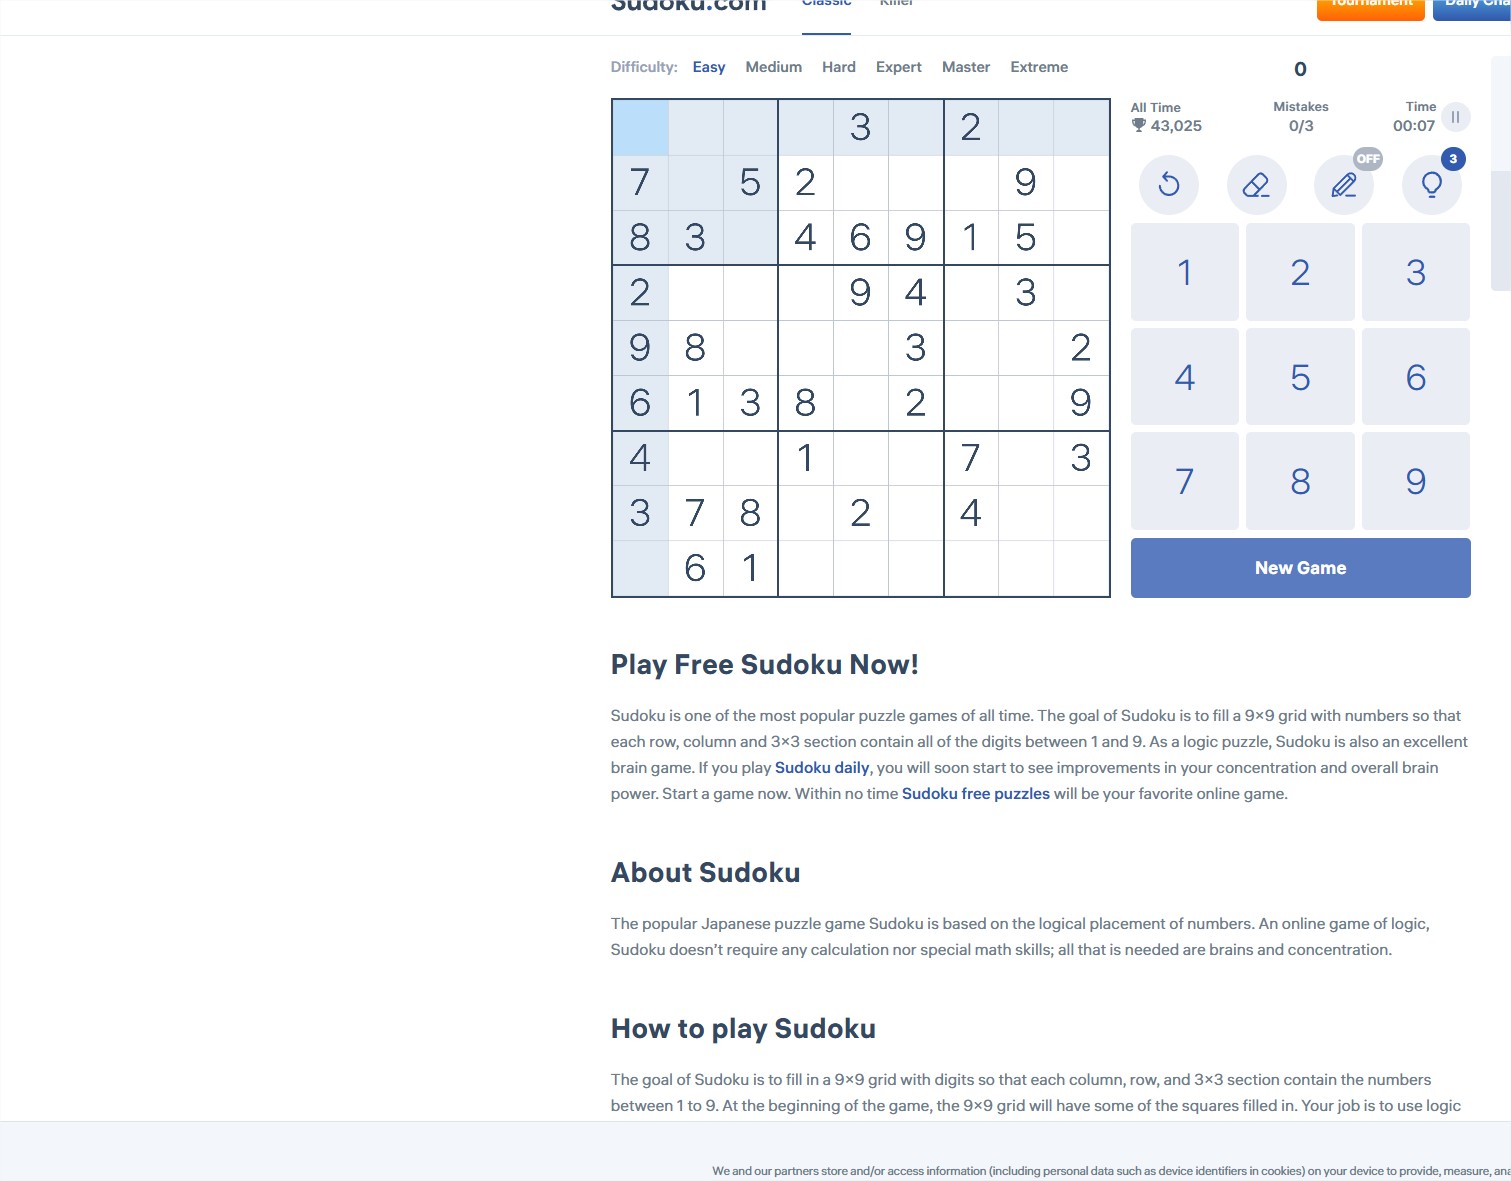 Sudoku.com Classic Killer Tournament
Difficulty: Easy Medium Hard Expert Master Extreme
0
All Time
43,025
Mistakes
0/3
Time
00:07
OFF
3
3 2
7 5 2 9
8 3 4 6 9 1 5
2 9 4 3
9 8 3 2
6 1 3 8 2 9
4 1 7 3
3 7 8 2 4
6 1
1 2 3
4 5 6
7 8 9
New Game
Play Free Sudoku Now!
Sudoku is one of the most popular puzzle games of all time. The goal of Sudoku is to fill a 9×9 grid with numbers so that
each row, column and 3×3 section contain all of the digits between 1 and 9. As a logic puzzle, Sudoku is also an excellent
brain game. If you play Sudoku daily, you will soon start to see improvements in your concentration and overall brain
power. Start a game now. Within no time Sudoku free puzzles will be your favorite online game.
About Sudoku
The popular Japanese puzzle game Sudoku is based on the logical placement of numbers. An online game of logic,
Sudoku doesn't require any calculation nor special math skills; all that is needed are brains and concentration.
How to play Sudoku
The goal of Sudoku is to fill in a 9×9 grid with digits so that each column, row, and 3×3 section contain the numbers
between 1 to 9. At the beginning of the game, the 9×9 grid will have some of the squares filled in. Your job is to use logic
We and our partners store and/or access information (including personal data such as device identifiers in cookies) on your device to provide, measure,